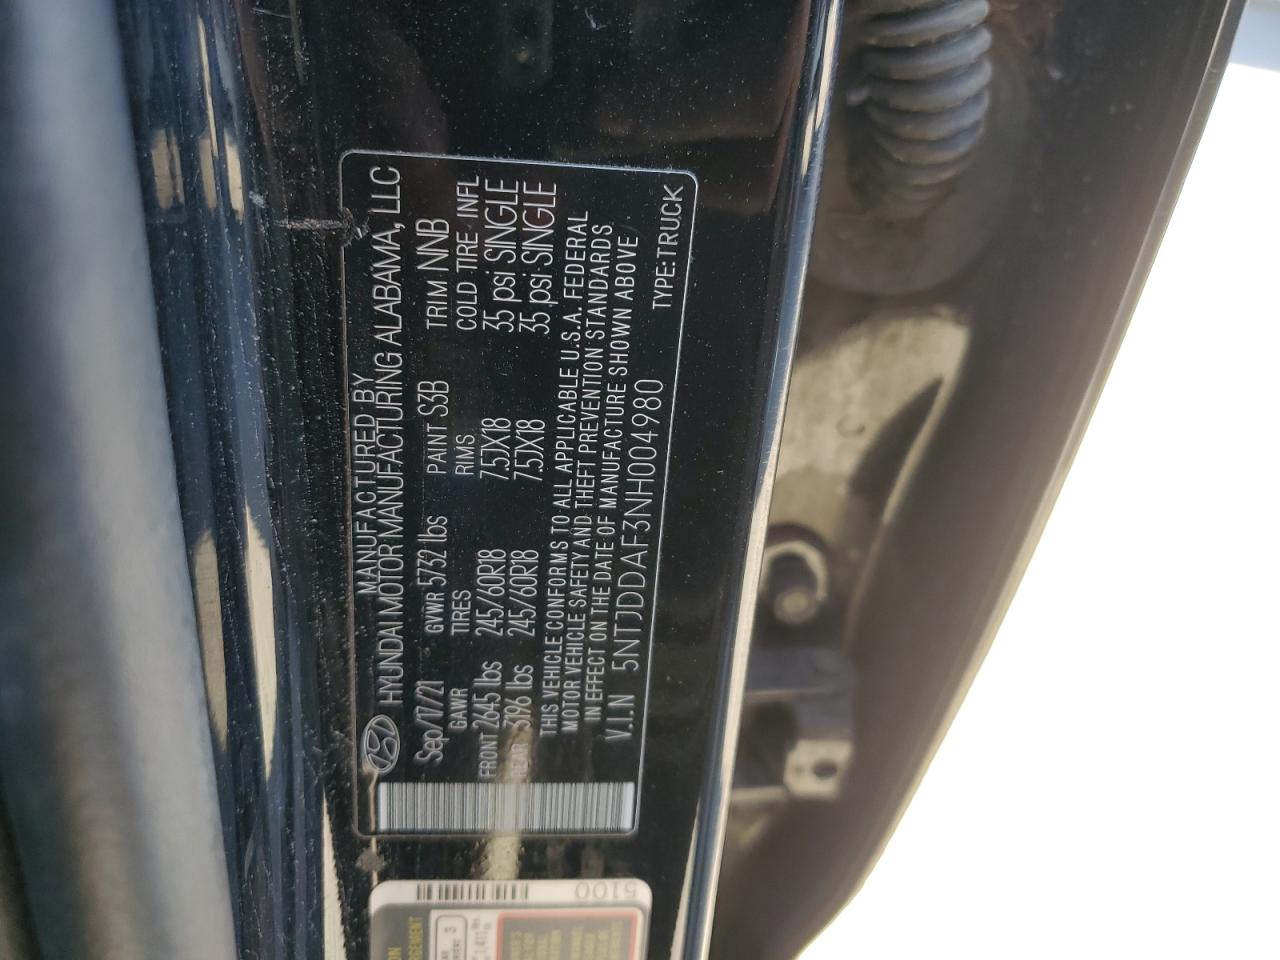 MANUFACTURED BY
HYUNDAI MOTOR MANUFACTURING ALABAMA, LLC
Sep/17/21 GVWR 5732 lbs PAINT S3B TRIM NNB
GAWR TIRES RIMS COLD TIRE INFL
FRONT 2645 lbs 245/60R18 7.5JX18 35 psi SINGLE
REAR 3196 lbs 245/60R18 7.5JX18 35 psi SINGLE
THIS VEHICLE CONFORMS TO ALL APPLICABLE U.S.A. FEDERAL
MOTOR VEHICLE SAFETY AND THEFT PREVENTION STANDARDS
IN EFFECT ON THE DATE OF MANUFACTURE SHOWN ABOVE
V.I.N 5NTJDDAF3NH004980
TYPE:TRUCK
5100